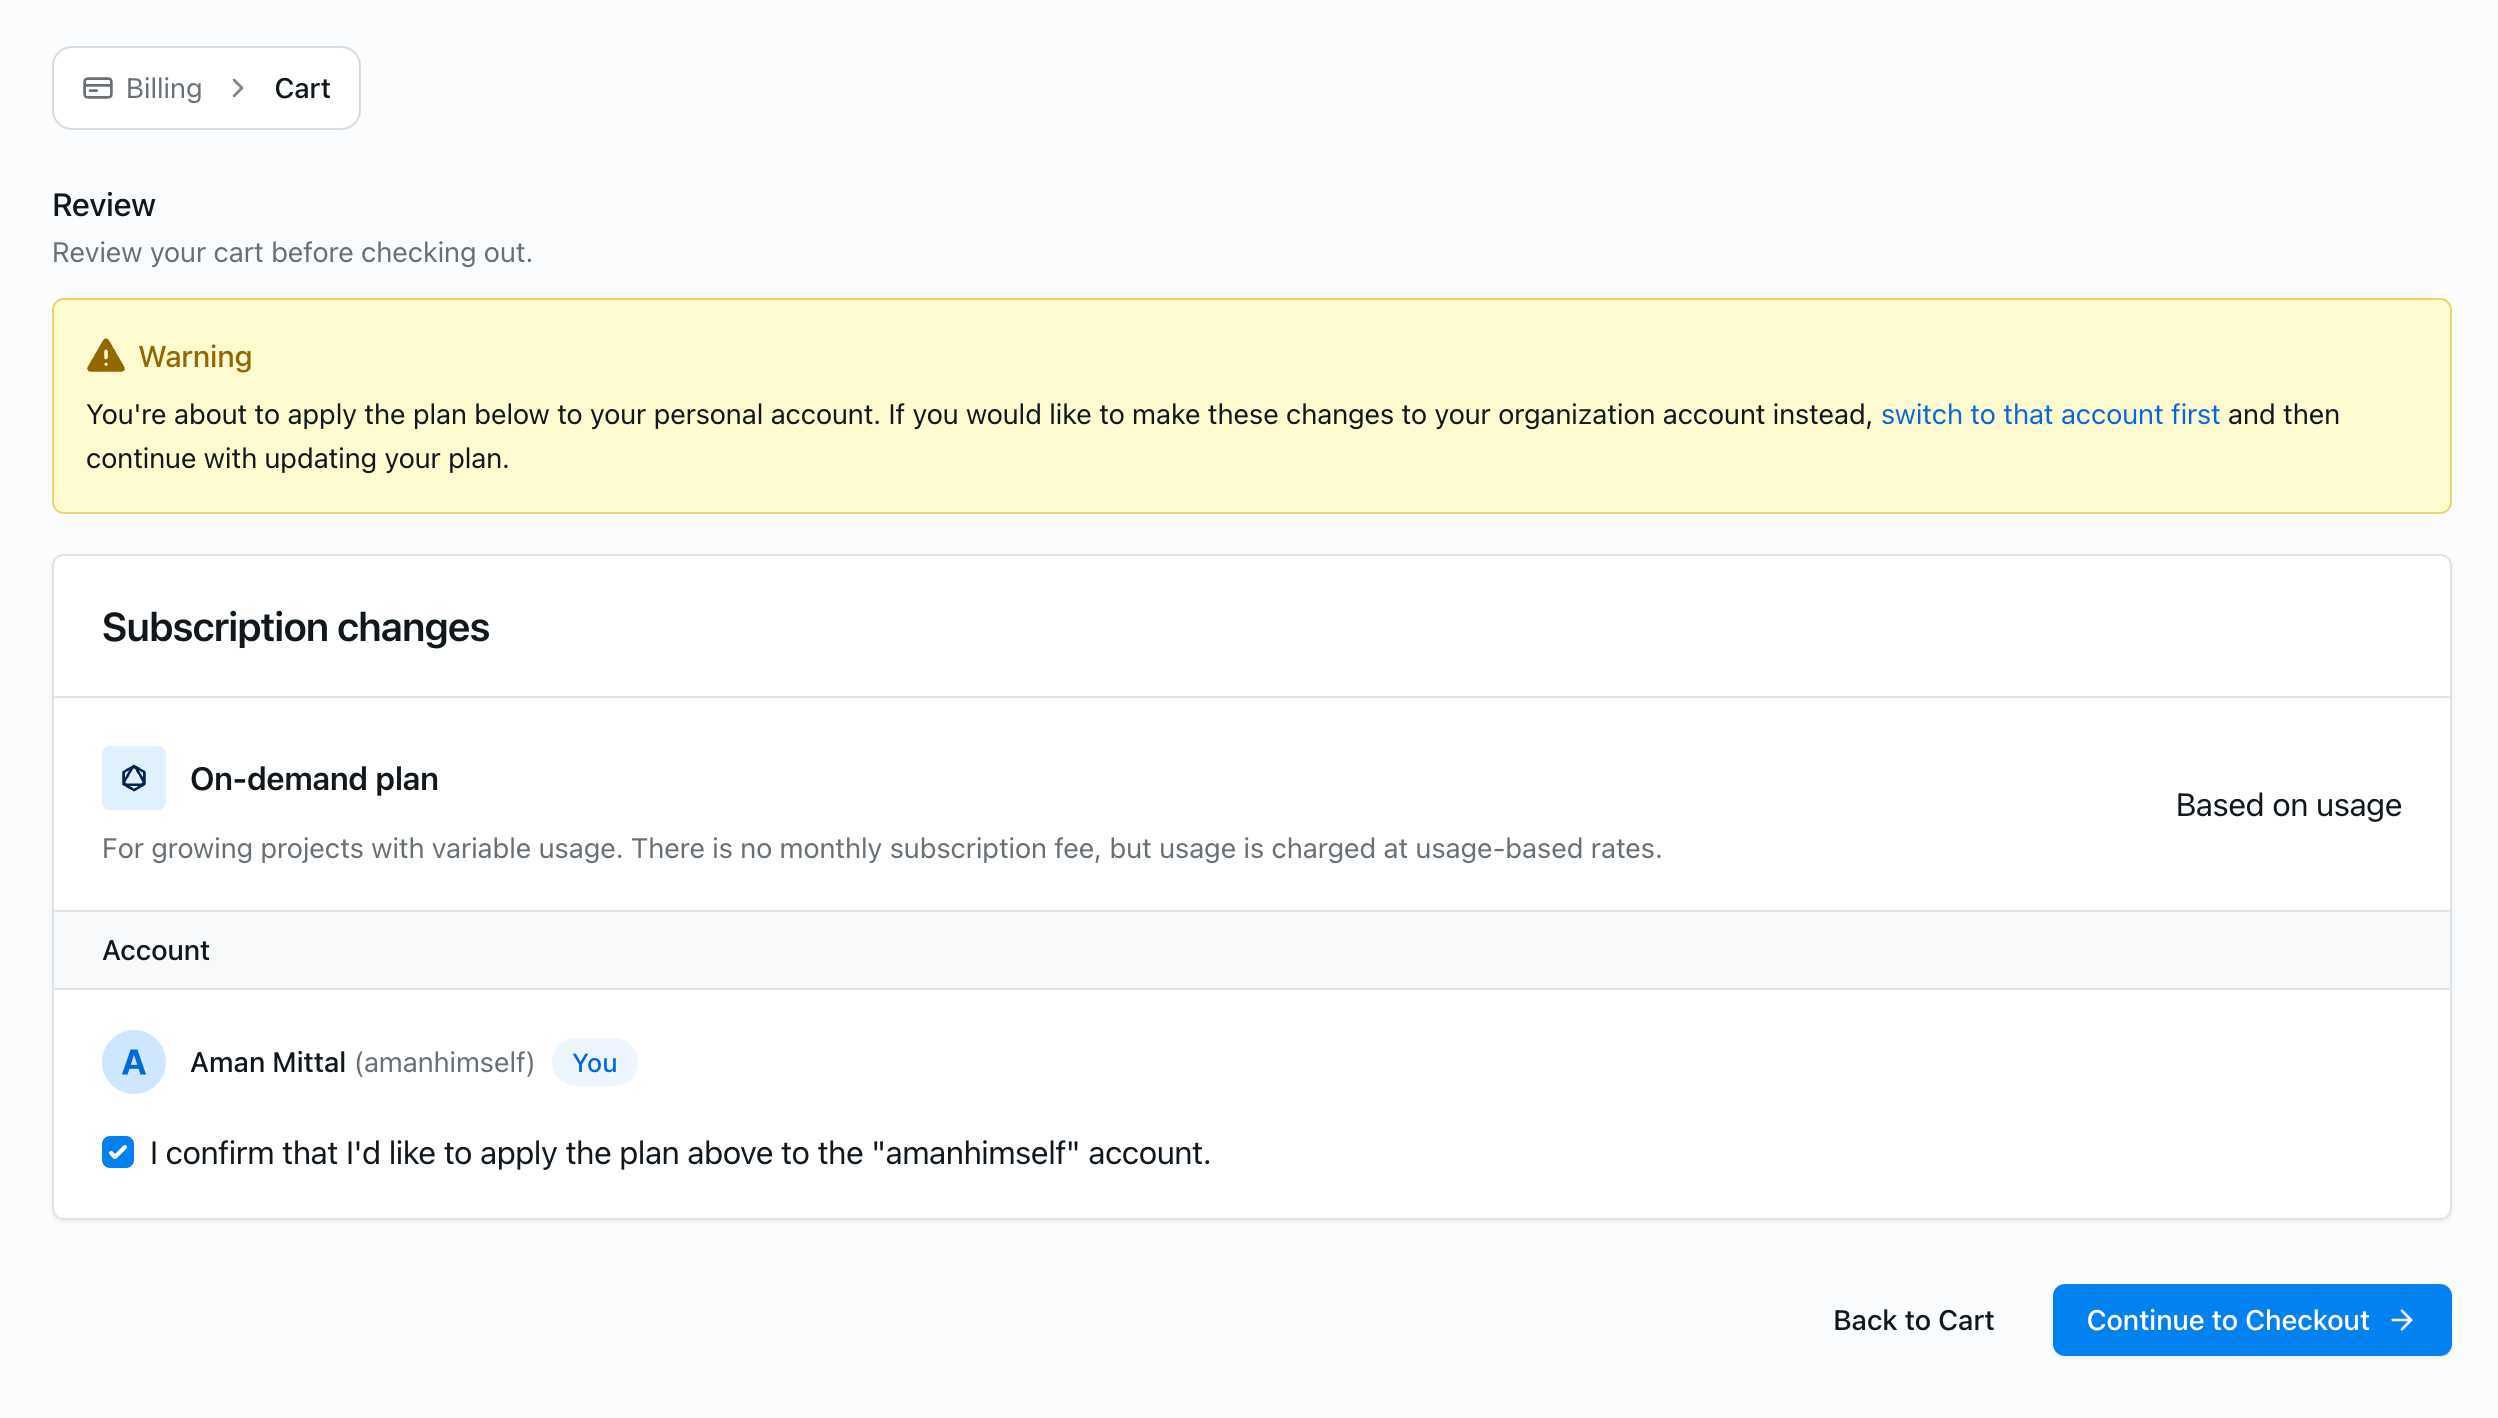 Billing > Cart
Review
Review your cart before checking out.
Warning
You're about to apply the plan below to your personal account. If you would like to make these changes to your organization account instead, switch to that account first and then
continue with updating your plan.
Subscription changes
On-demand plan
Based on usage
For growing projects with variable usage. There is no monthly subscription fee, but usage is charged at usage-based rates.
Account
A Aman Mittal (amanhimself) You
I confirm that I'd like to apply the plan above to the "amanhimself" account.
Back to Cart Continue to Checkout →